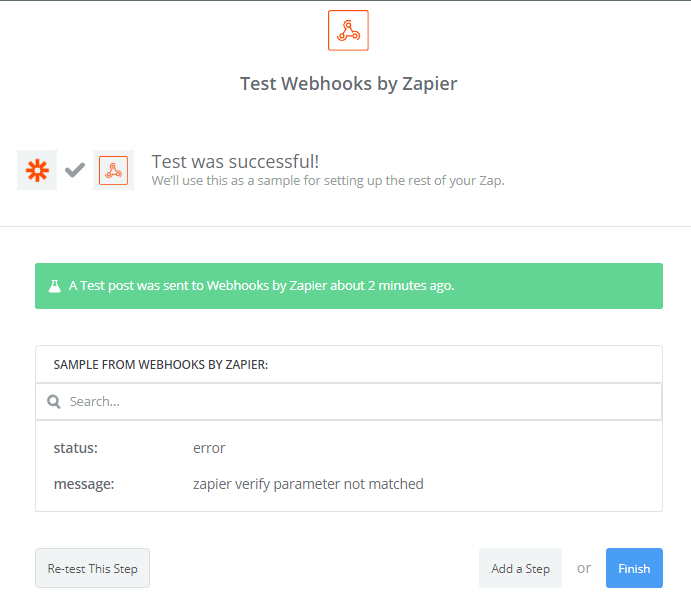 Test Webhooks by Zapier
Test was successful!
We'll use this as a sample for setting up the rest of your Zap.
A Test post was sent to Webhooks by Zapier about 2 minutes ago.
SAMPLE FROM WEBHOOKS BY ZAPIER:
Search...
status: error
message: zapier verify parameter not matched
Re-test This Step Add a Step or Finish